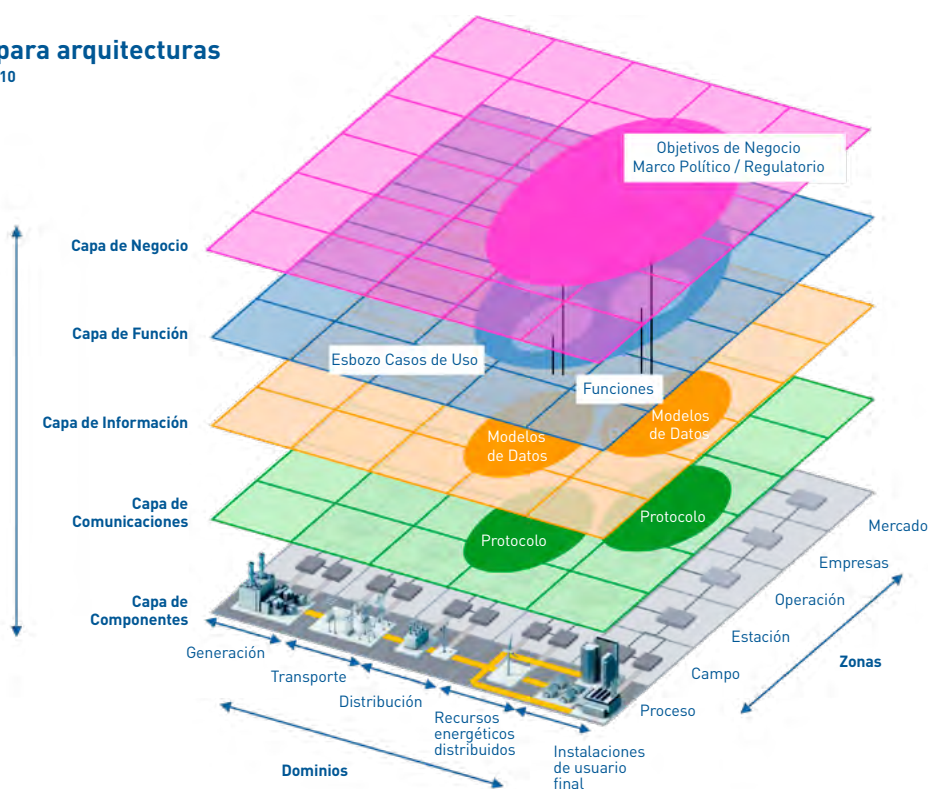 para arquitecturas
10
Objetivos de Negocio
Marco Político / Regulatorio
Capa de Negocio
Capa de Función
Esbozo Casos de Uso
Funciones
Capa de Información
Modelos
de Datos
Modelos
de Datos
Capa de
Comunicaciones
Protocolo
Protocolo
Capa de
Componentes
Mercado
Empresas
Operación
Estación
Campo
Proceso
Zonas
Generación
Transporte
Distribución
Recursos
energéticos
distribuidos
Instalaciones
de usuario
final
Dominios